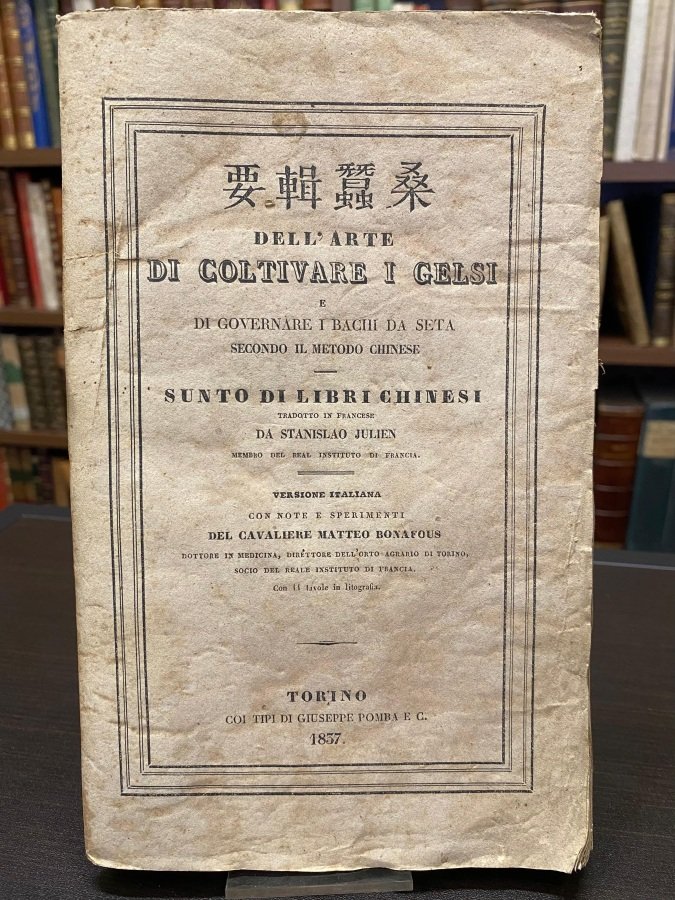 桑蠶輯要
DELL'ARTE
DI COLTIVARE I GELSI
E
DI GOVERNARE I BACHI DA SETA
SECONDO IL METODO CHINESE
SUNTO DI LIBRI CHINESI
TRADOTTO IN FRANCESE
DA STANISLAO JULIEN
MEMBRO DEL REAL INSTITUTO DI FRANCIA.
VERSIONE ITALIANA
CON NOTE E SPERIMENTI
DEL CAVALIERE MATTEO BONAFOUS
DOTTORE IN MEDICINA, DIRETTORE DELL'ORTO AGRARIO DI TORINO,
SOCIO DEL REALE INSTITUTO DI FRANCIA.
Con 11 tavole in litografia.
TORINO
COI TIPI DI GIUSEPPE POMBA E C.
1837.